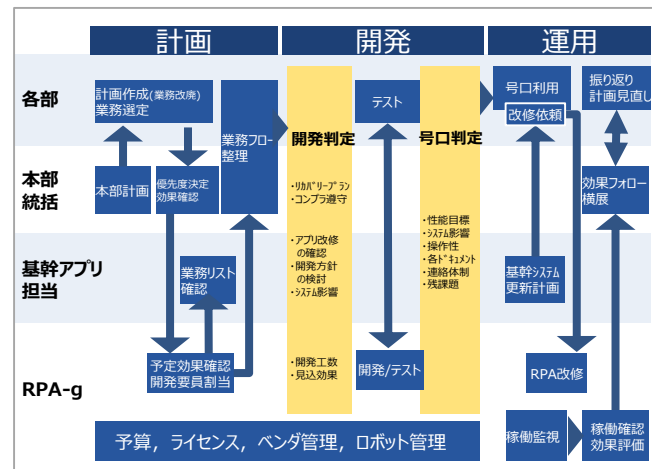 計画
開発
運用
各部
計画作成(業務改廃)
業務選定
業務フロー
整理
開発判定
テスト
号口判定
号口利用
改修依頼
振り返り
計画見直し
本部
統括
本部計画
優先度決定
効果確認
・リカバリープラン
・コンプラ遵守
効果フォロー
横展
基幹アプリ
担当
業務リスト
確認
・アプリ改修
の確認
・開発方針
の検討
・システム影響
・性能目標
・システム影響
・操作性
・各ドキュメント
・連絡体制
・残課題
基幹システム
更新計画
RPA-g
予定効果確認
開発要員割当
・開発工数
・見込効果
開発/テスト
RPA改修
予算，ライセンス，ベンダ管理，ロボット管理
稼働監視
稼働確認
効果評価